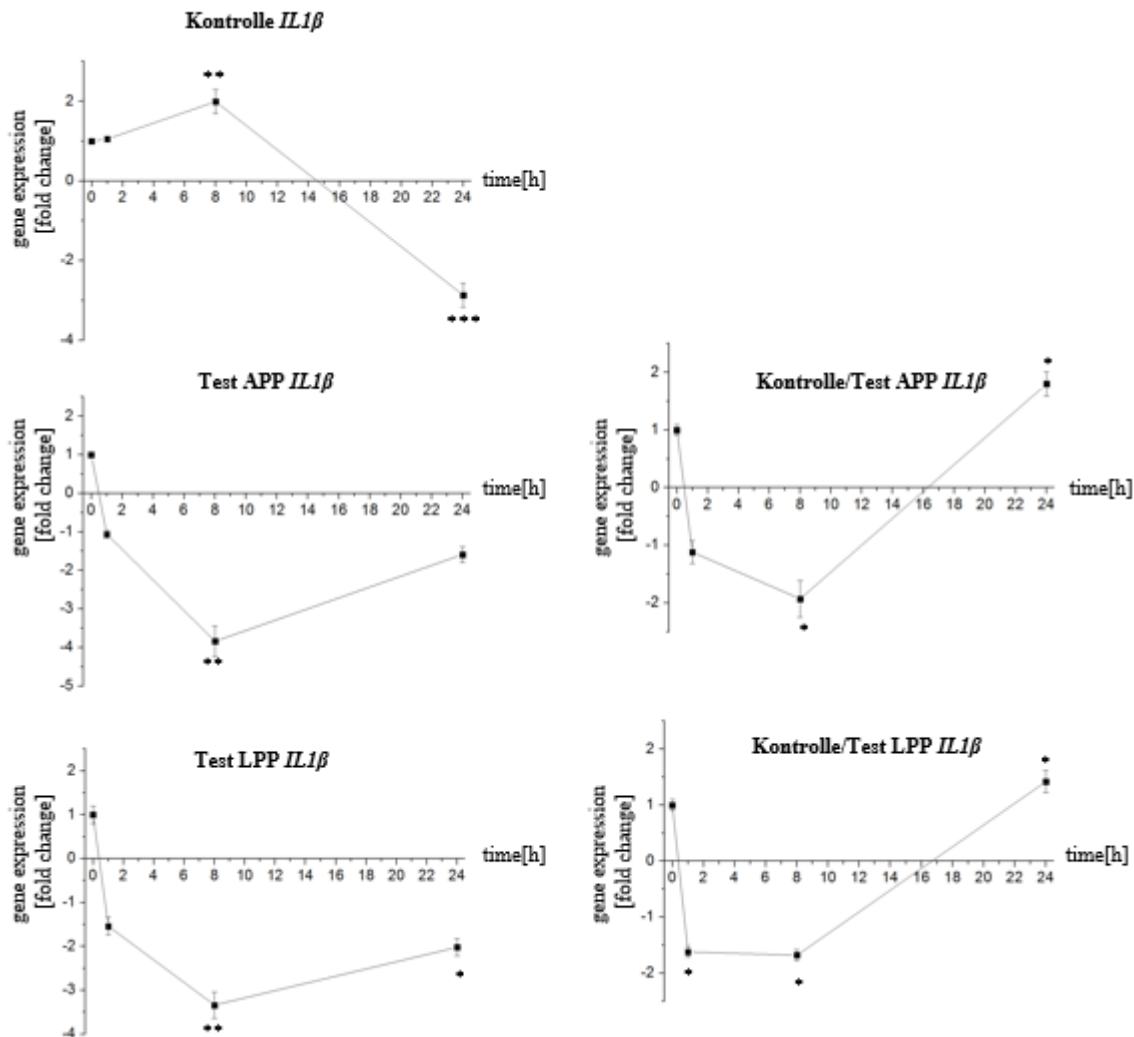 Kontrolle IL1β
**
2
0
-2
-4
gene expression
[fold change]
0 2 4 6 8 10 12 14 16 18 20 22 24
time[h]
***
Test APP IL1β
2
1
0
-1
-2
-3
-4
-5
gene expression
[fold change]
0 2 4 6 8 10 12 14 16 18 20 22 24
time[h]
**
Kontrolle/Test APP IL1β
*
2
1
0
-1
-2
gene expression
[fold change]
0 2 4 6 8 10 12 14 16 18 20 22 24
time[h]
*
Test LPP IL1β
2
1
0
-1
-2
-3
-4
gene expression
[fold change]
0 2 4 6 8 10 12 14 16 18 20 22 24
time[h]
*
**
Kontrolle/Test LPP IL1β
*
2
1
0
-1
-2
gene expression
[fold change]
0 2 4 6 8 10 12 14 16 18 20 22 24
time[h]
*
*